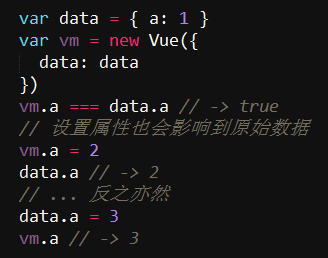 var data = { a: 1 }
var vm = new Vue({
  data: data
})
vm.a === data.a // -> true
// 设置属性也会影响到原始数据
vm.a = 2
data.a // -> 2
// ... 反之亦然
data.a = 3
vm.a // -> 3